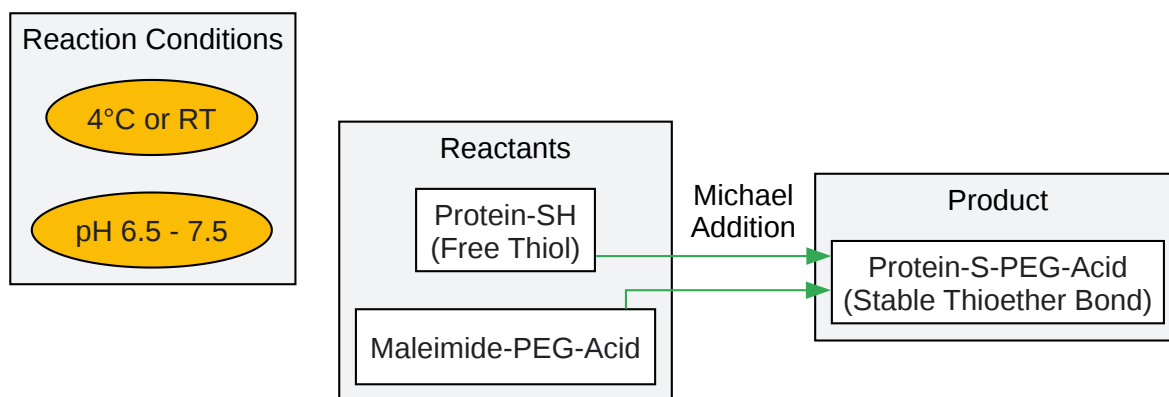 Reaction Conditions
4°C or RT
pH 6.5 - 7.5
Reactants
Protein-SH
(Free Thiol)
Maleimide-PEG-Acid
Michael
Addition
Product
Protein-S-PEG-Acid
(Stable Thioether Bond)